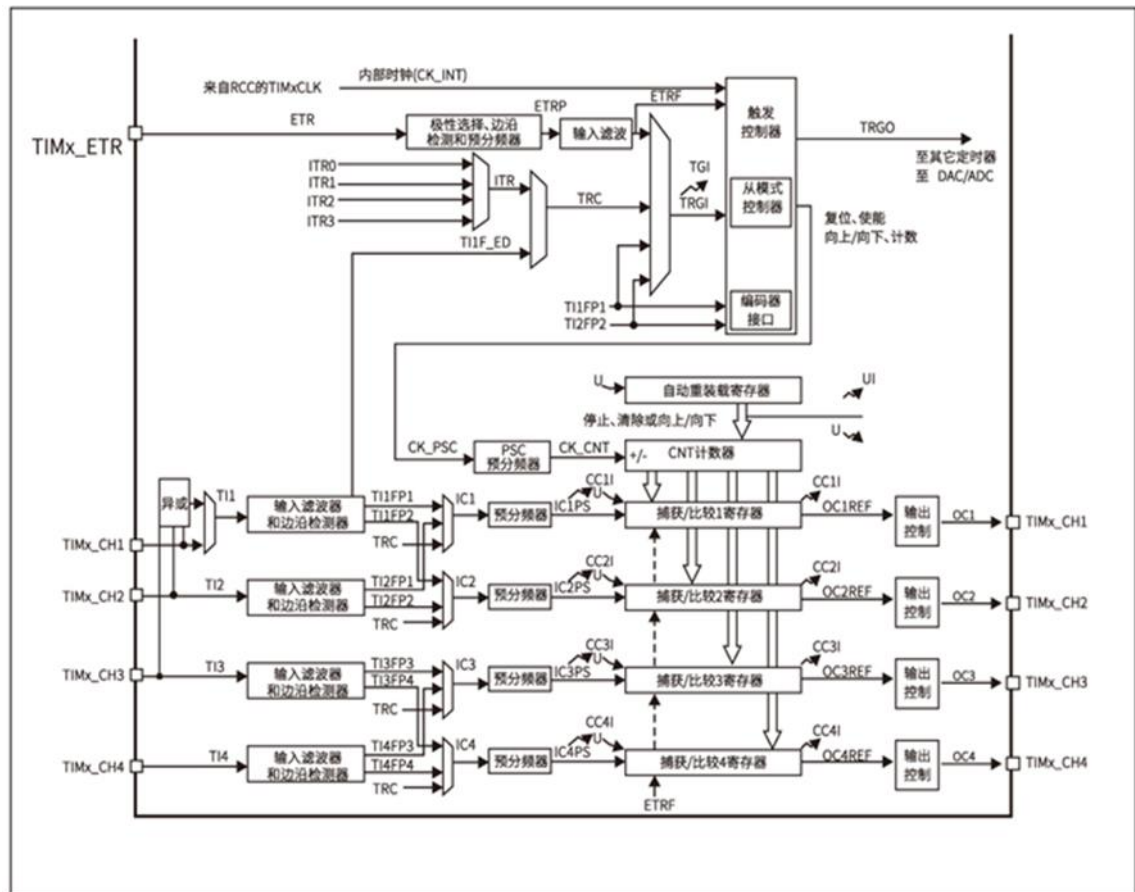 内部时钟(CK_INT)
来自RCC的TIMxCLK
ETRF
触发
控制器
ETR
ETRP
极性选择、边沿
检测和预分频器
输入滤波
TRGO
TIMx_ETR
至其它定时器
至 DAC/ADC
ITR0
ITR1
ITR2
ITR3
ITR
TRC
TGI
TRGI
从模式
控制器
复位、使能
向上/向下、计数
TI1F_ED
TI1FP1
TI2FP2
编码器
接口
U
自动重装载寄存器
UI
停止、清除或向上/向下
U
CK_PSC
PSC
预分频器
CK_CNT
+/-
CNT计数器
异或
TI1
输入滤波器
和边沿检测器
TI1FP1
TI1FP2
TRC
IC1
预分频器
IC1PS
CC1I
U
捕获/比较1寄存器
CC1I
OC1REF
输出
控制
OC1
TIMx_CH1
TIMx_CH1
TIMx_CH2
TI2
输入滤波器
和边沿检测器
TI2FP1
TI2FP2
TRC
IC2
预分频器
IC2PS
CC2I
U
捕获/比较2寄存器
CC2I
OC2REF
输出
控制
OC2
TIMx_CH2
TIMx_CH3
TI3
输入滤波器
和边沿检测器
TI3FP3
TI3FP4
TRC
IC3
预分频器
IC3PS
CC3I
U
捕获/比较3寄存器
CC3I
OC3REF
输出
控制
OC3
TIMx_CH3
TIMx_CH4
TI4
输入滤波器
和边沿检测器
TI4FP3
TI4FP4
TRC
IC4
预分频器
IC4PS
CC4I
U
捕获/比较4寄存器
CC4I
OC4REF
输出
控制
OC4
TIMx_CH4
ETRF